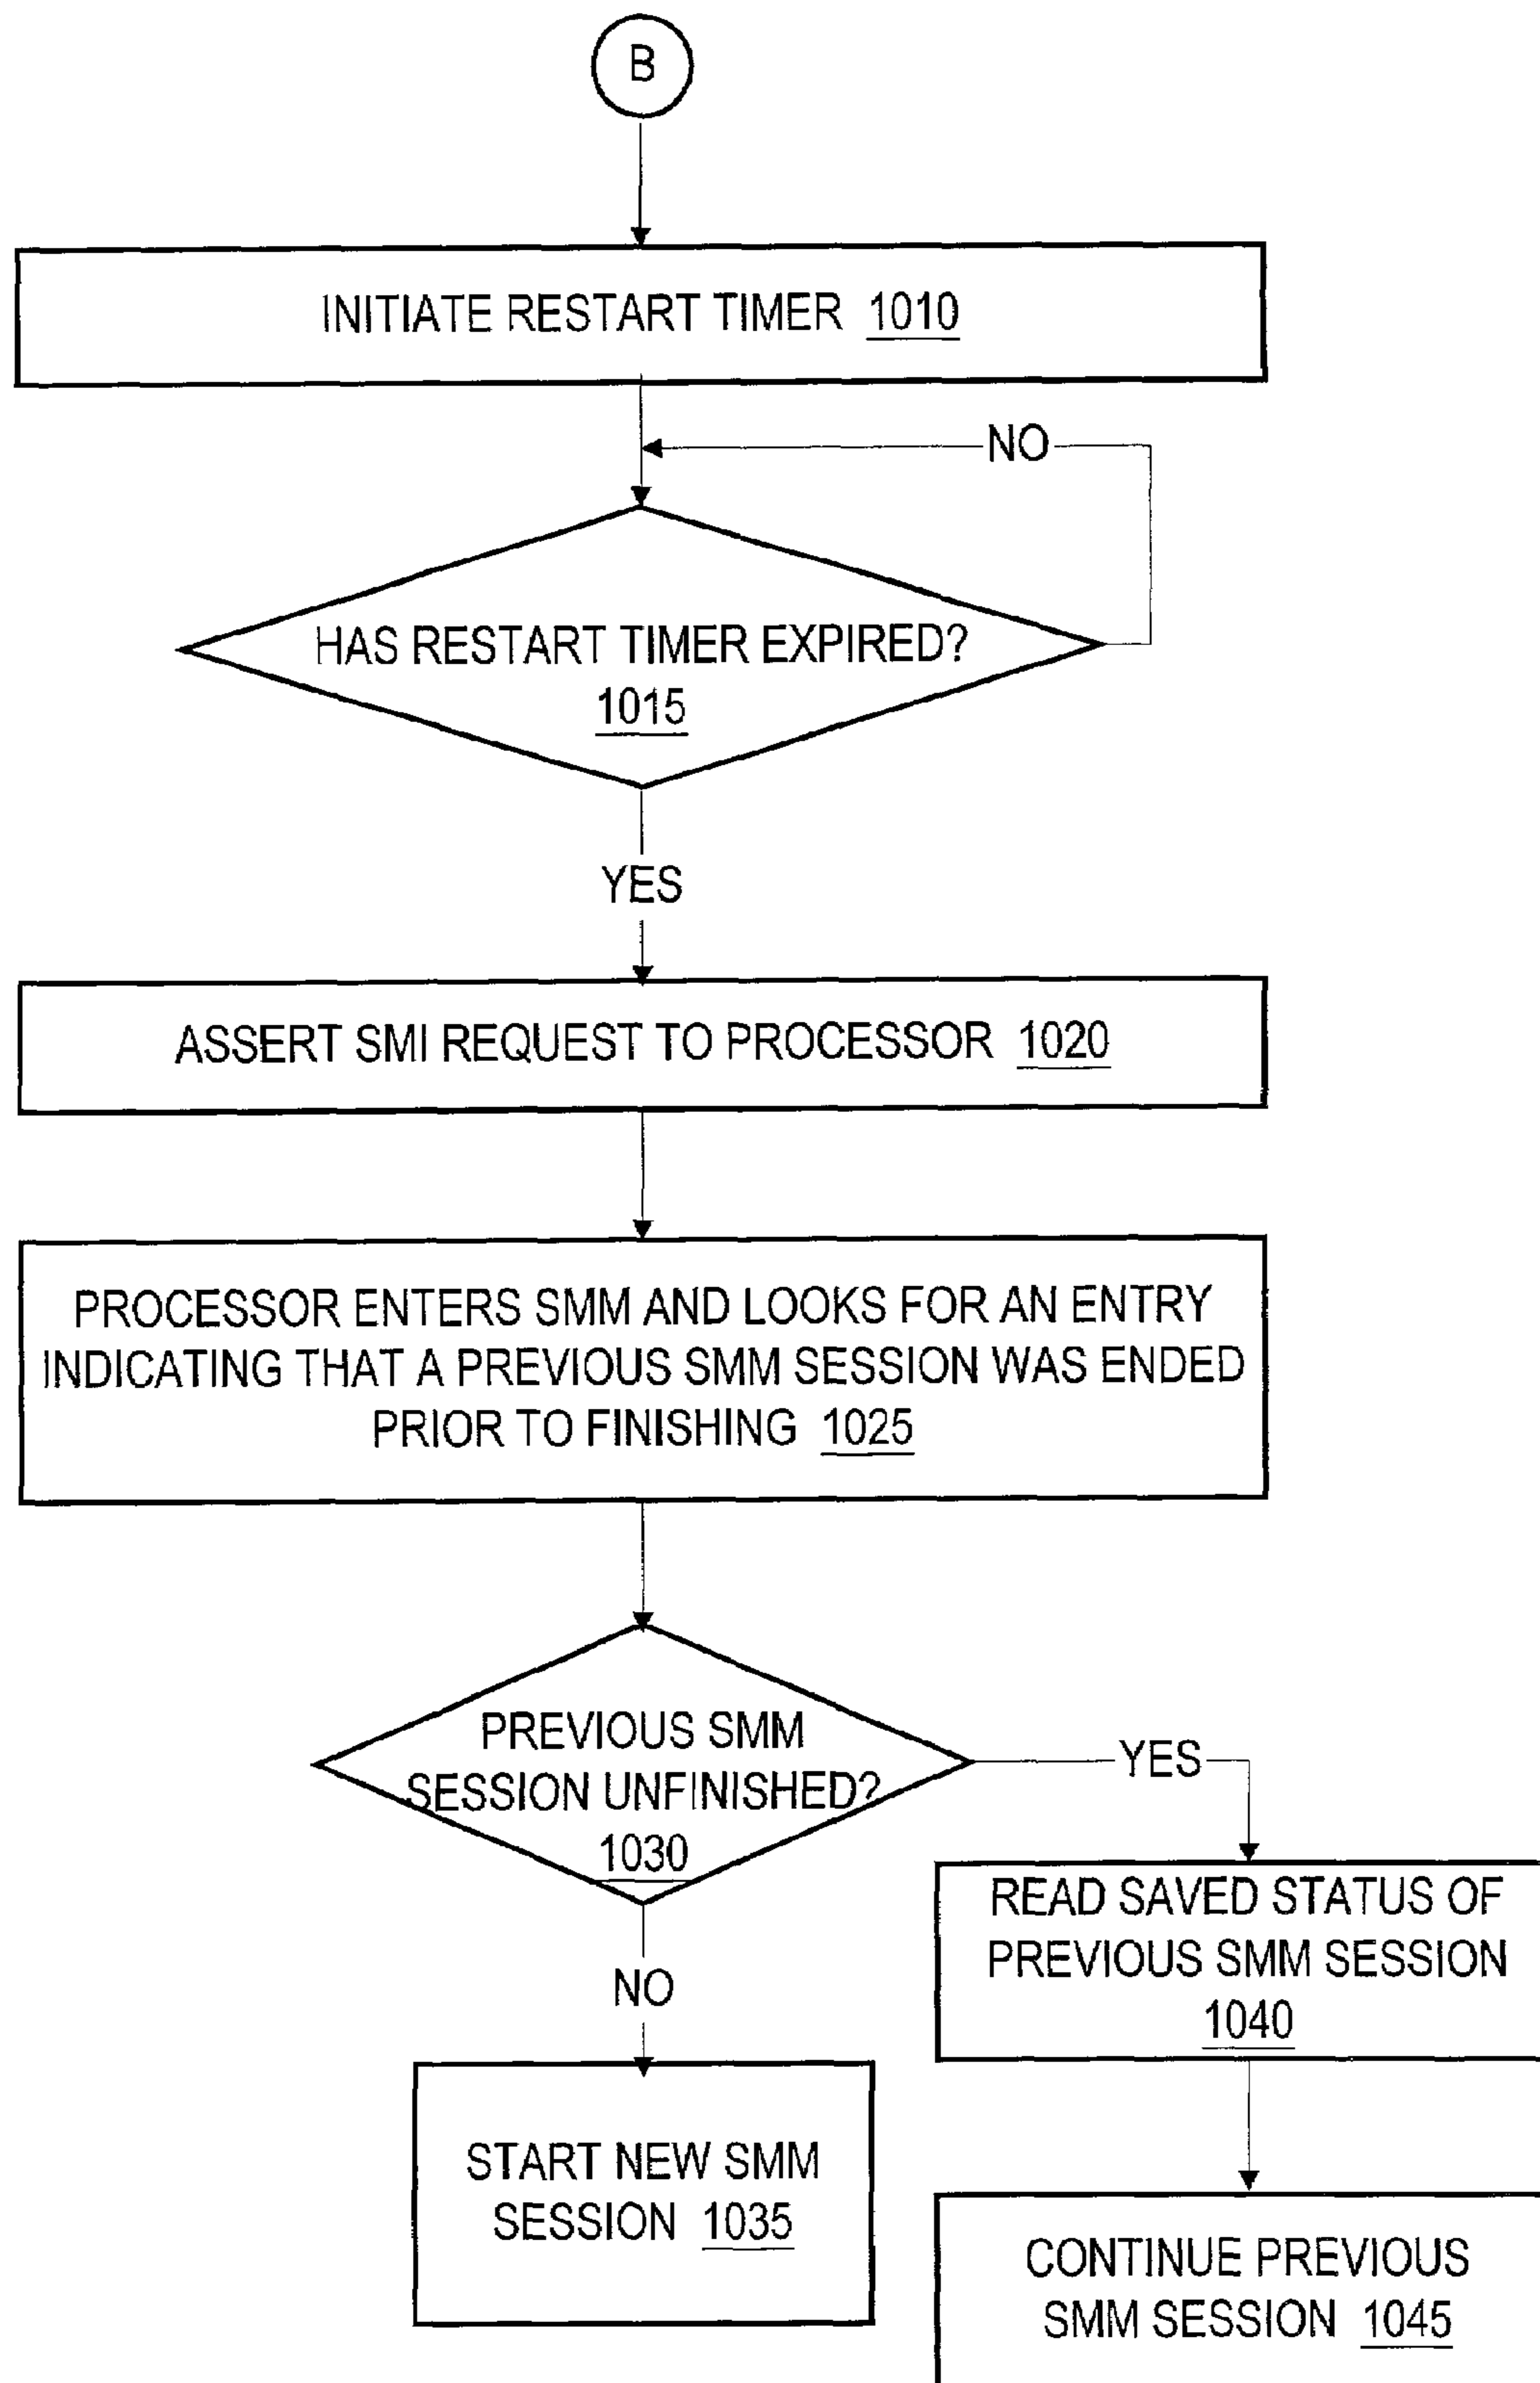 B
INITIATE RESTART TIMER 1010
NO
HAS RESTART TIMER EXPIRED?
1015
YES
ASSERT SMI REQUEST TO PROCESSOR 1020
PROCESSOR ENTERS SMM AND LOOKS FOR AN ENTRY
INDICATING THAT A PREVIOUS SMM SESSION WAS ENDED
PRIOR TO FINISHING 1025
PREVIOUS SMM
SESSION UNFINISHED?
1030
YES
READ SAVED STATUS OF
PREVIOUS SMM SESSION
1040
NO
START NEW SMM
SESSION 1035
CONTINUE PREVIOUS
SMM SESSION 1045